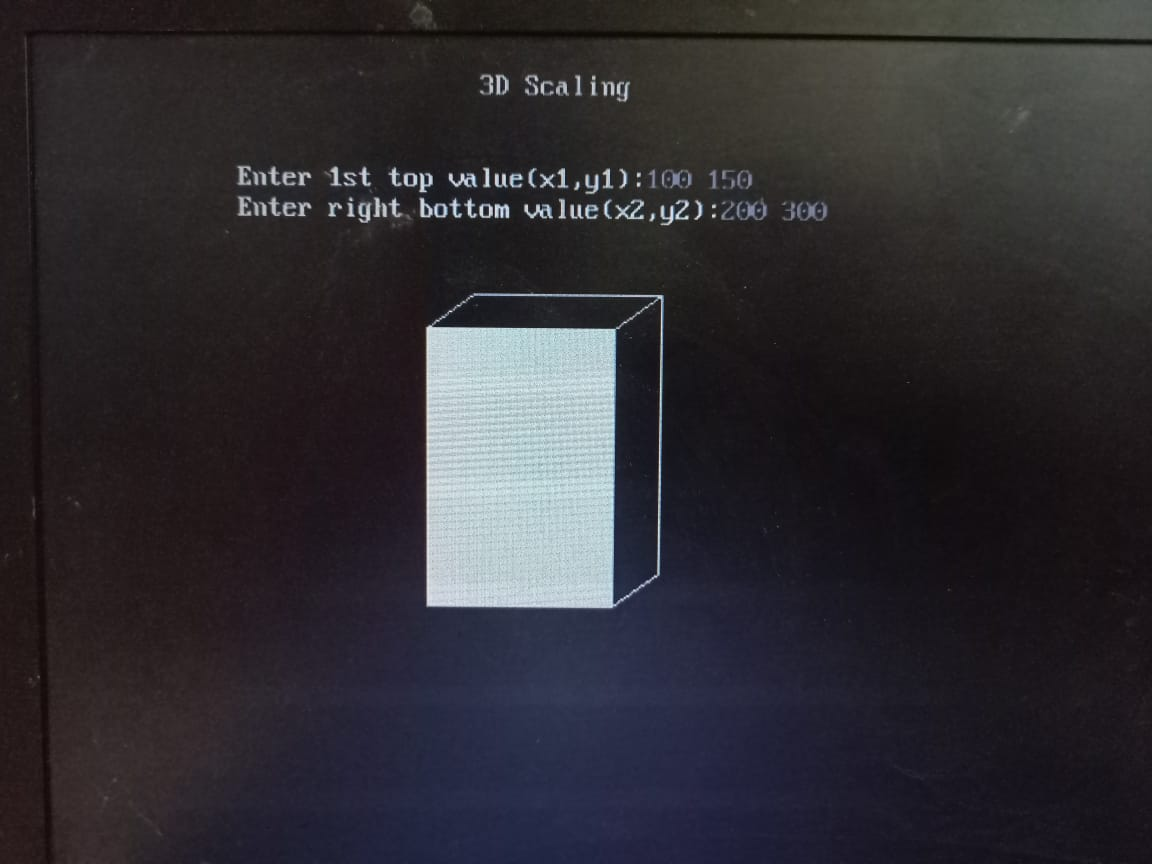 3D Scaling
Enter 1st top value(x1,y1):100 150
Enter right bottom value(x2,y2):200 300